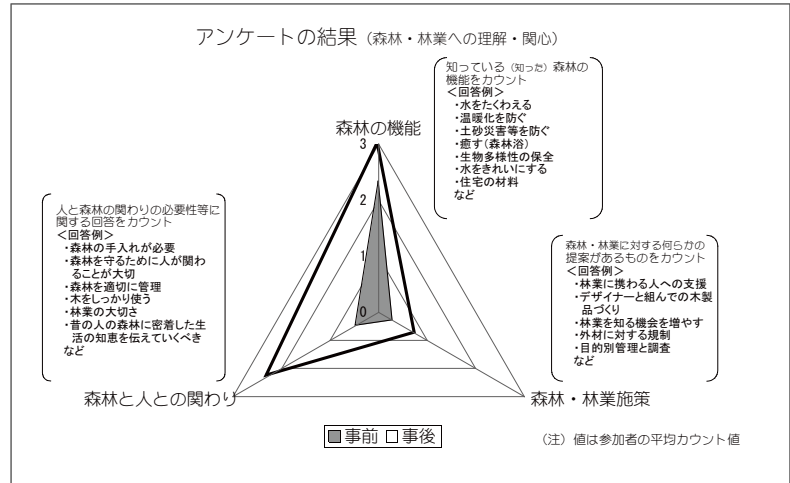 アンケートの結果（森林・林業への理解・関心）
知っている（知った）森林の
機能をカウント
＜回答例＞
・水をたくわえる
・温暖化を防ぐ
・土砂災害等を防ぐ
・癒す（森林浴）
・生物多様性の保全
・水をきれいにする
・住宅の材料
など
森林の機能
3
2
1
0
人と森林の関わりの必要性等に
関する回答をカウント
＜回答例＞
・森林の手入れが必要
・森林を守るために人が関わ
ることが大切
・森林を適切に管理
・木をしっかり使う
・林業の大切さ
・昔の人の森林に密着した生
活の知恵を伝えていくべき
など
森林・林業に対する何らかの
提案があるものをカウント
＜回答例＞
・林業に携わる人への支援
・デザイナーと組んでの木製
品づくり
・林業を知る機会を増やす
・外材に対する規制
・目的別管理と調査
など
森林と人との関わり
森林・林業施策
事前 事後
（注）値は参加者の平均カウント値